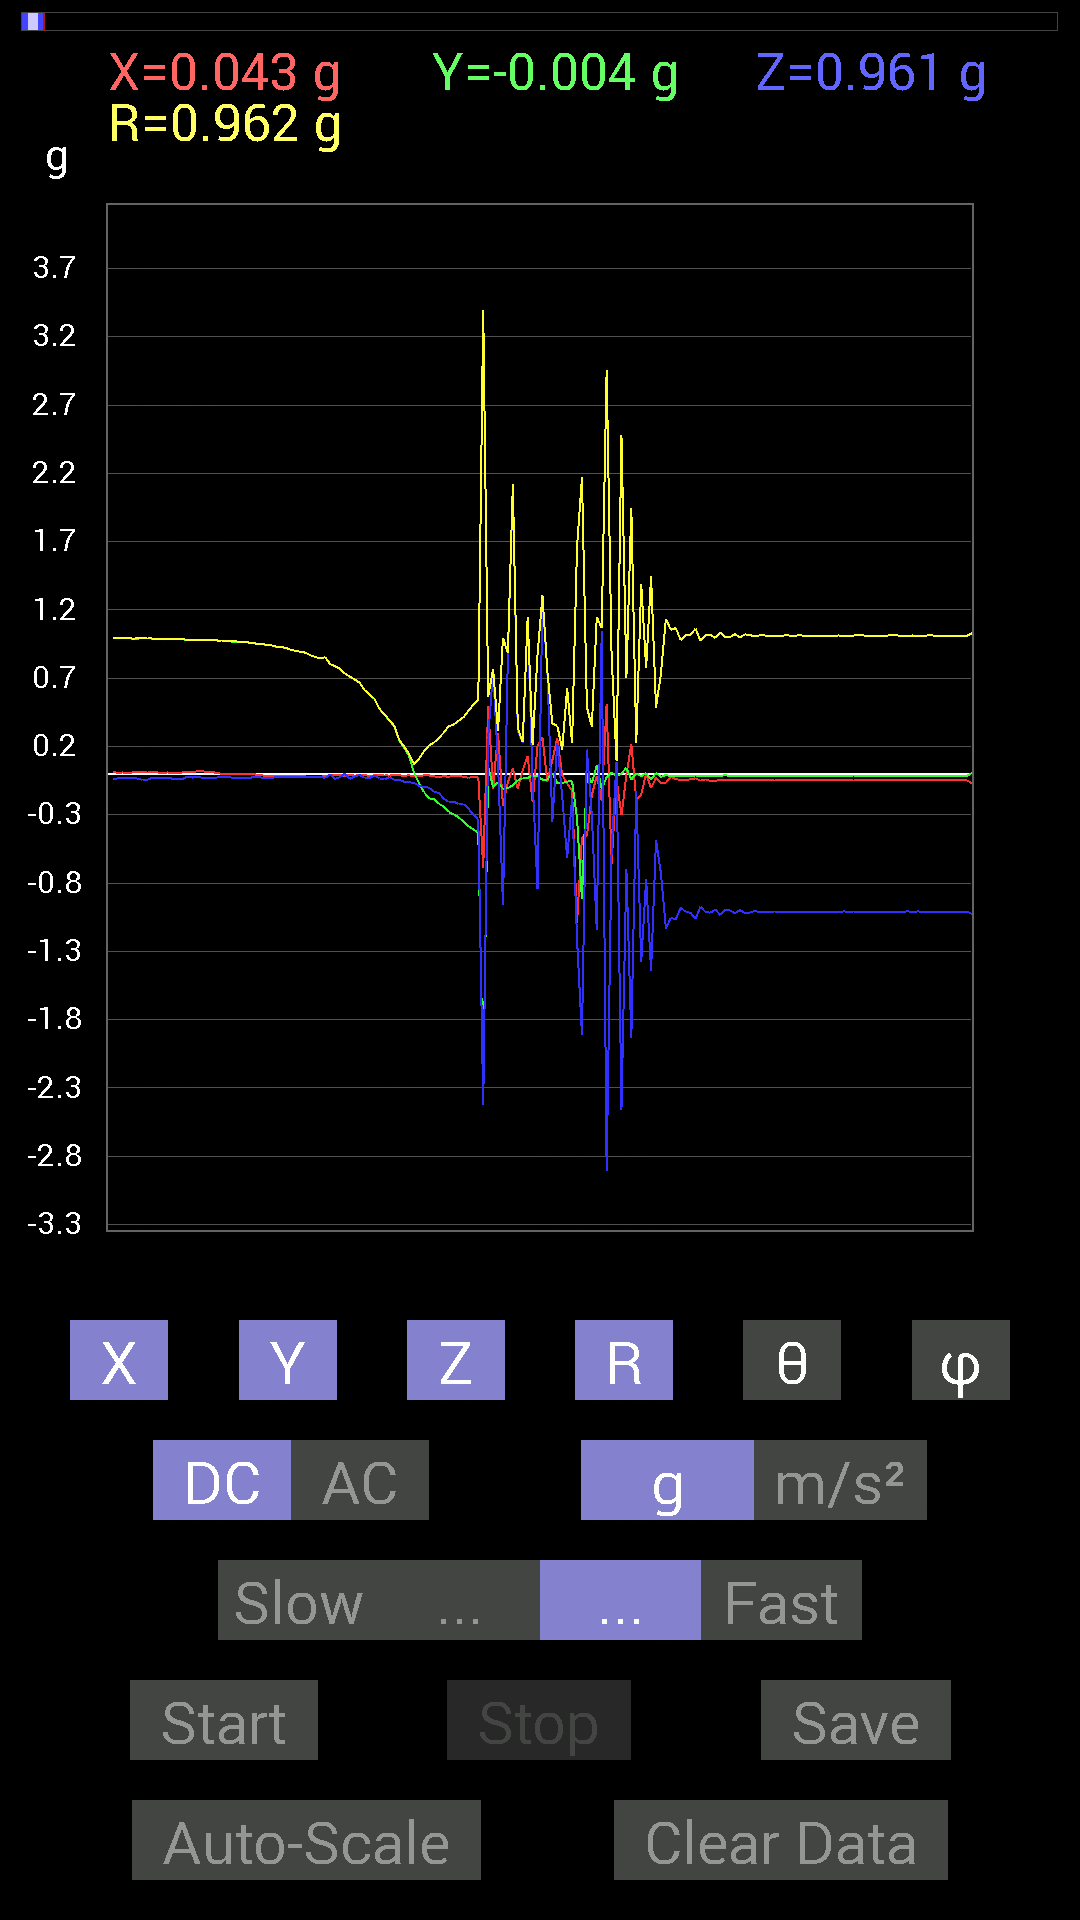 X=0.043 g Y=-0.004 g Z=0.961 g
R=0.962 g
g
3.7
3.2
2.7
2.2
1.7
1.2
0.7
0.2
-0.3
-0.8
-1.3
-1.8
-2.3
-2.8
-3.3
X Y Z R θ φ
DC AC g m/s²
Slow ... ... Fast
Start Stop Save
Auto-Scale Clear Data